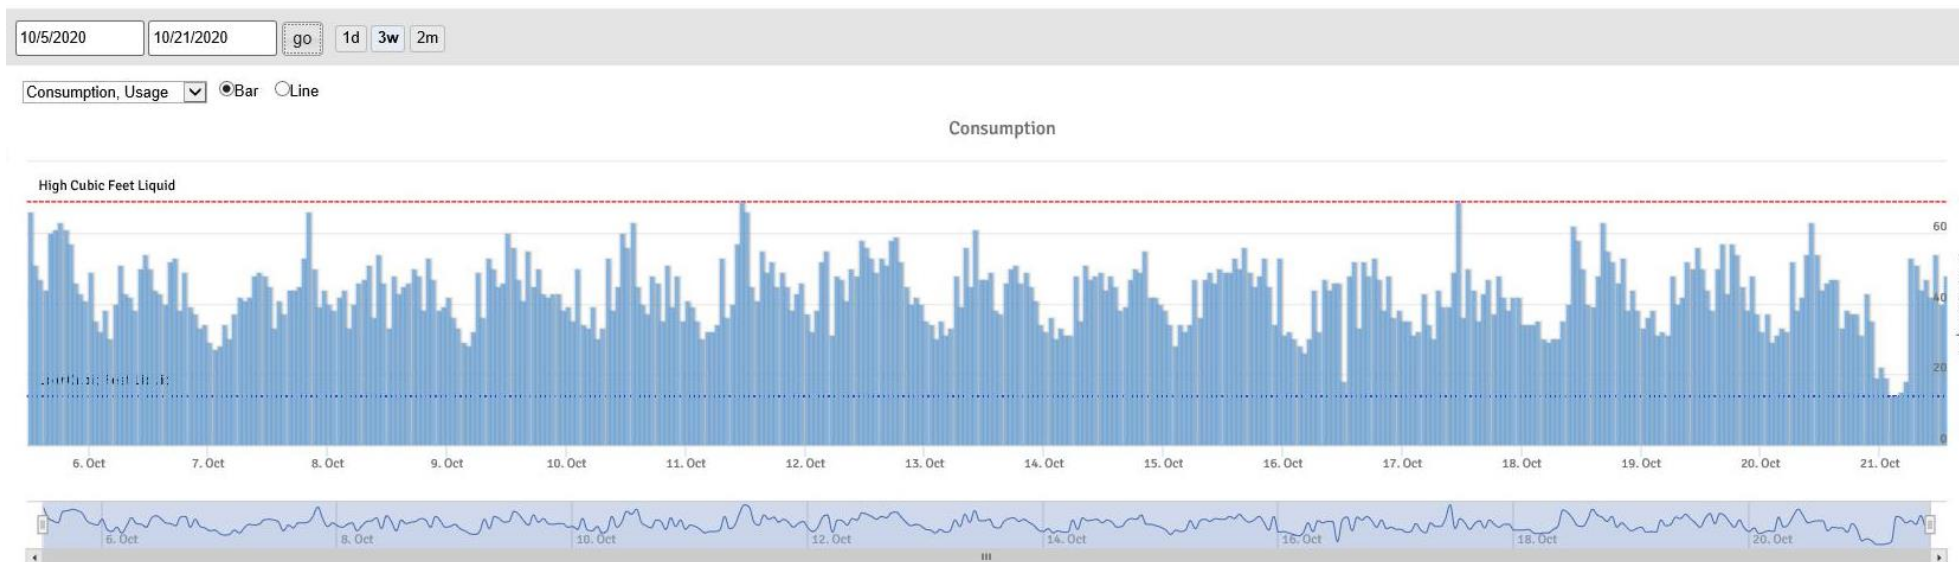 10/5/2020 10/21/2020 go 1d 3w 2m
Consumption, Usage Bar Line
Consumption
High Cubic Feet Liquid
60
40
20
0
6. Oct 7. Oct 8. Oct 9. Oct 10. Oct 11. Oct 12. Oct 13. Oct 14. Oct 15. Oct 16. Oct 17. Oct 18. Oct 19. Oct 20. Oct 21. Oct
6. Oct 8. Oct 10. Oct 12. Oct 14. Oct 16. Oct 18. Oct 20. Oct